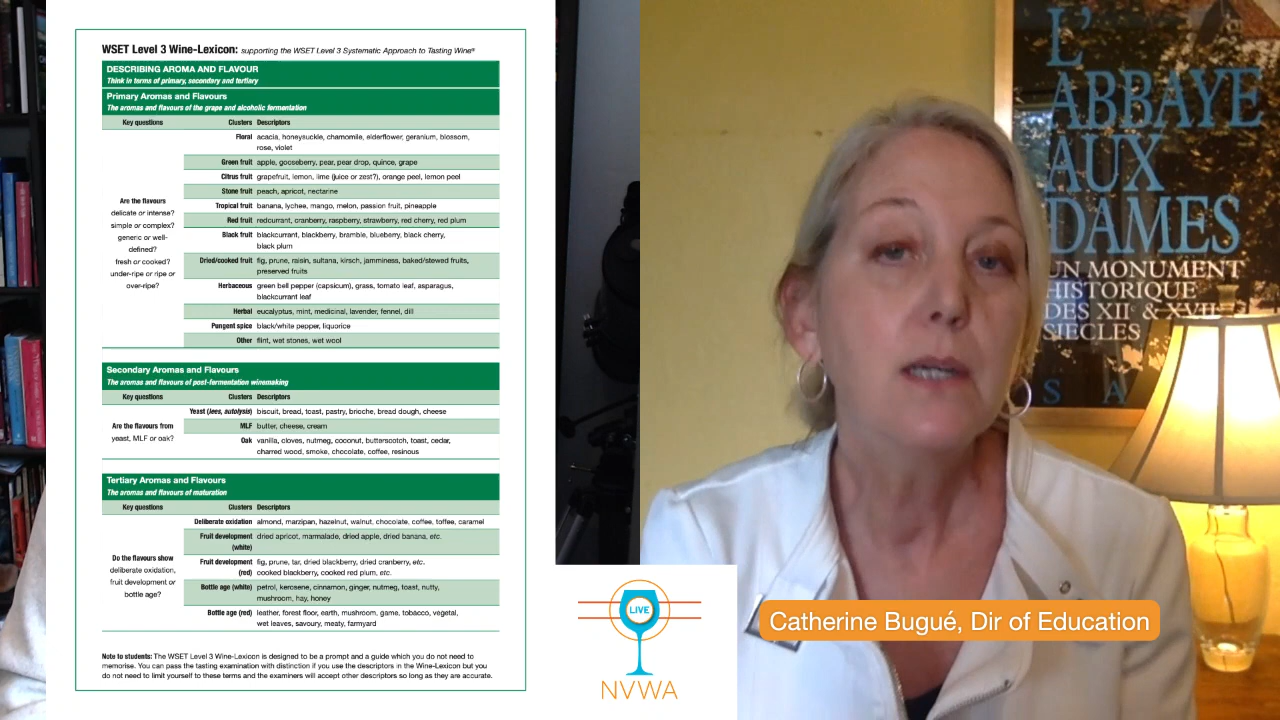 WSET Level 3 Wine-Lexicon: supporting the WSET Level 3 Systematic Approach to Tasting Wine®
DESCRIBING AROMA AND FLAVOUR
Think in terms of primary, secondary and tertiary
Primary Aromas and Flavours
The aromas and flavours of the grape and alcoholic fermentation
Key questions Clusters Descriptors
Are the flavours
delicate or intense?
simple or complex?
generic or well-
defined?
fresh or cooked?
under-ripe or ripe or
over-ripe?
Floral acacia, honeysuckle, chamomile, elderflower, geranium, blossom,
rose, violet
Green fruit apple, gooseberry, pear, pear drop, quince, grape
Citrus fruit grapefruit, lemon, lime (juice or zest?), orange peel, lemon peel
Stone fruit peach, apricot, nectarine
Tropical fruit banana, lychee, mango, melon, passion fruit, pineapple
Red fruit redcurrant, cranberry, raspberry, strawberry, red cherry, red plum
Black fruit blackcurrant, blackberry, bramble, blueberry, black cherry,
black plum
Dried/cooked fruit fig, prune, raisin, sultana, kirsch, jamminess, baked/stewed fruits,
preserved fruits
Herbaceous green bell pepper (capsicum), grass, tomato leaf, asparagus,
blackcurrant leaf
Herbal eucalyptus, mint, medicinal, lavender, fennel, dill
Pungent spice black/white pepper, liquorice
Other flint, wet stones, wet wool
Secondary Aromas and Flavours
The aromas and flavours of post-fermentation winemaking
Key questions Clusters Descriptors
Are the flavours from
yeast, MLF or oak?
Yeast (lees, autolysis) biscuit, bread, toast, pastry, brioche, bread dough, cheese
MLF butter, cheese, cream
Oak vanilla, cloves, nutmeg, coconut, butterscotch, toast, cedar,
charred wood, smoke, chocolate, coffee, resinous
Tertiary Aromas and Flavours
The aromas and flavours of maturation
Key questions Clusters Descriptors
Do the flavours show
deliberate oxidation,
fruit development or
bottle age?
Deliberate oxidation almond, marzipan, hazelnut, walnut, chocolate, coffee, toffee, caramel
Fruit development dried apricot, marmalade, dried apple, dried banana, etc.
(white)
Fruit development fig, prune, tar, dried blackberry, dried cranberry, etc.
(red) cooked blackberry, cooked red plum, etc.
Bottle age (white) petrol, kerosene, cinnamon, ginger, nutmeg, toast, nutty,
mushroom, hay, honey
Bottle age (red) leather, forest floor, earth, mushroom, game, tobacco, vegetal,
wet leaves, savoury, meaty, farmyard
Note to students: The WSET Level 3 Wine-Lexicon is designed to be a prompt and a guide which you do not need to
memorise. You can pass the tasting examination with distinction if you use the descriptors in the Wine-Lexicon but you
do not need to limit yourself to these terms and the examiners will accept other descriptors so long as they are accurate.
LIVE
NVWA
L'
ABBAYE
AUX
DAMES
UN MONUMENT
HISTORIQUE
DES XIIe & XVIIe
SIECLES
S A
Catherine Bugué, Dir of Education